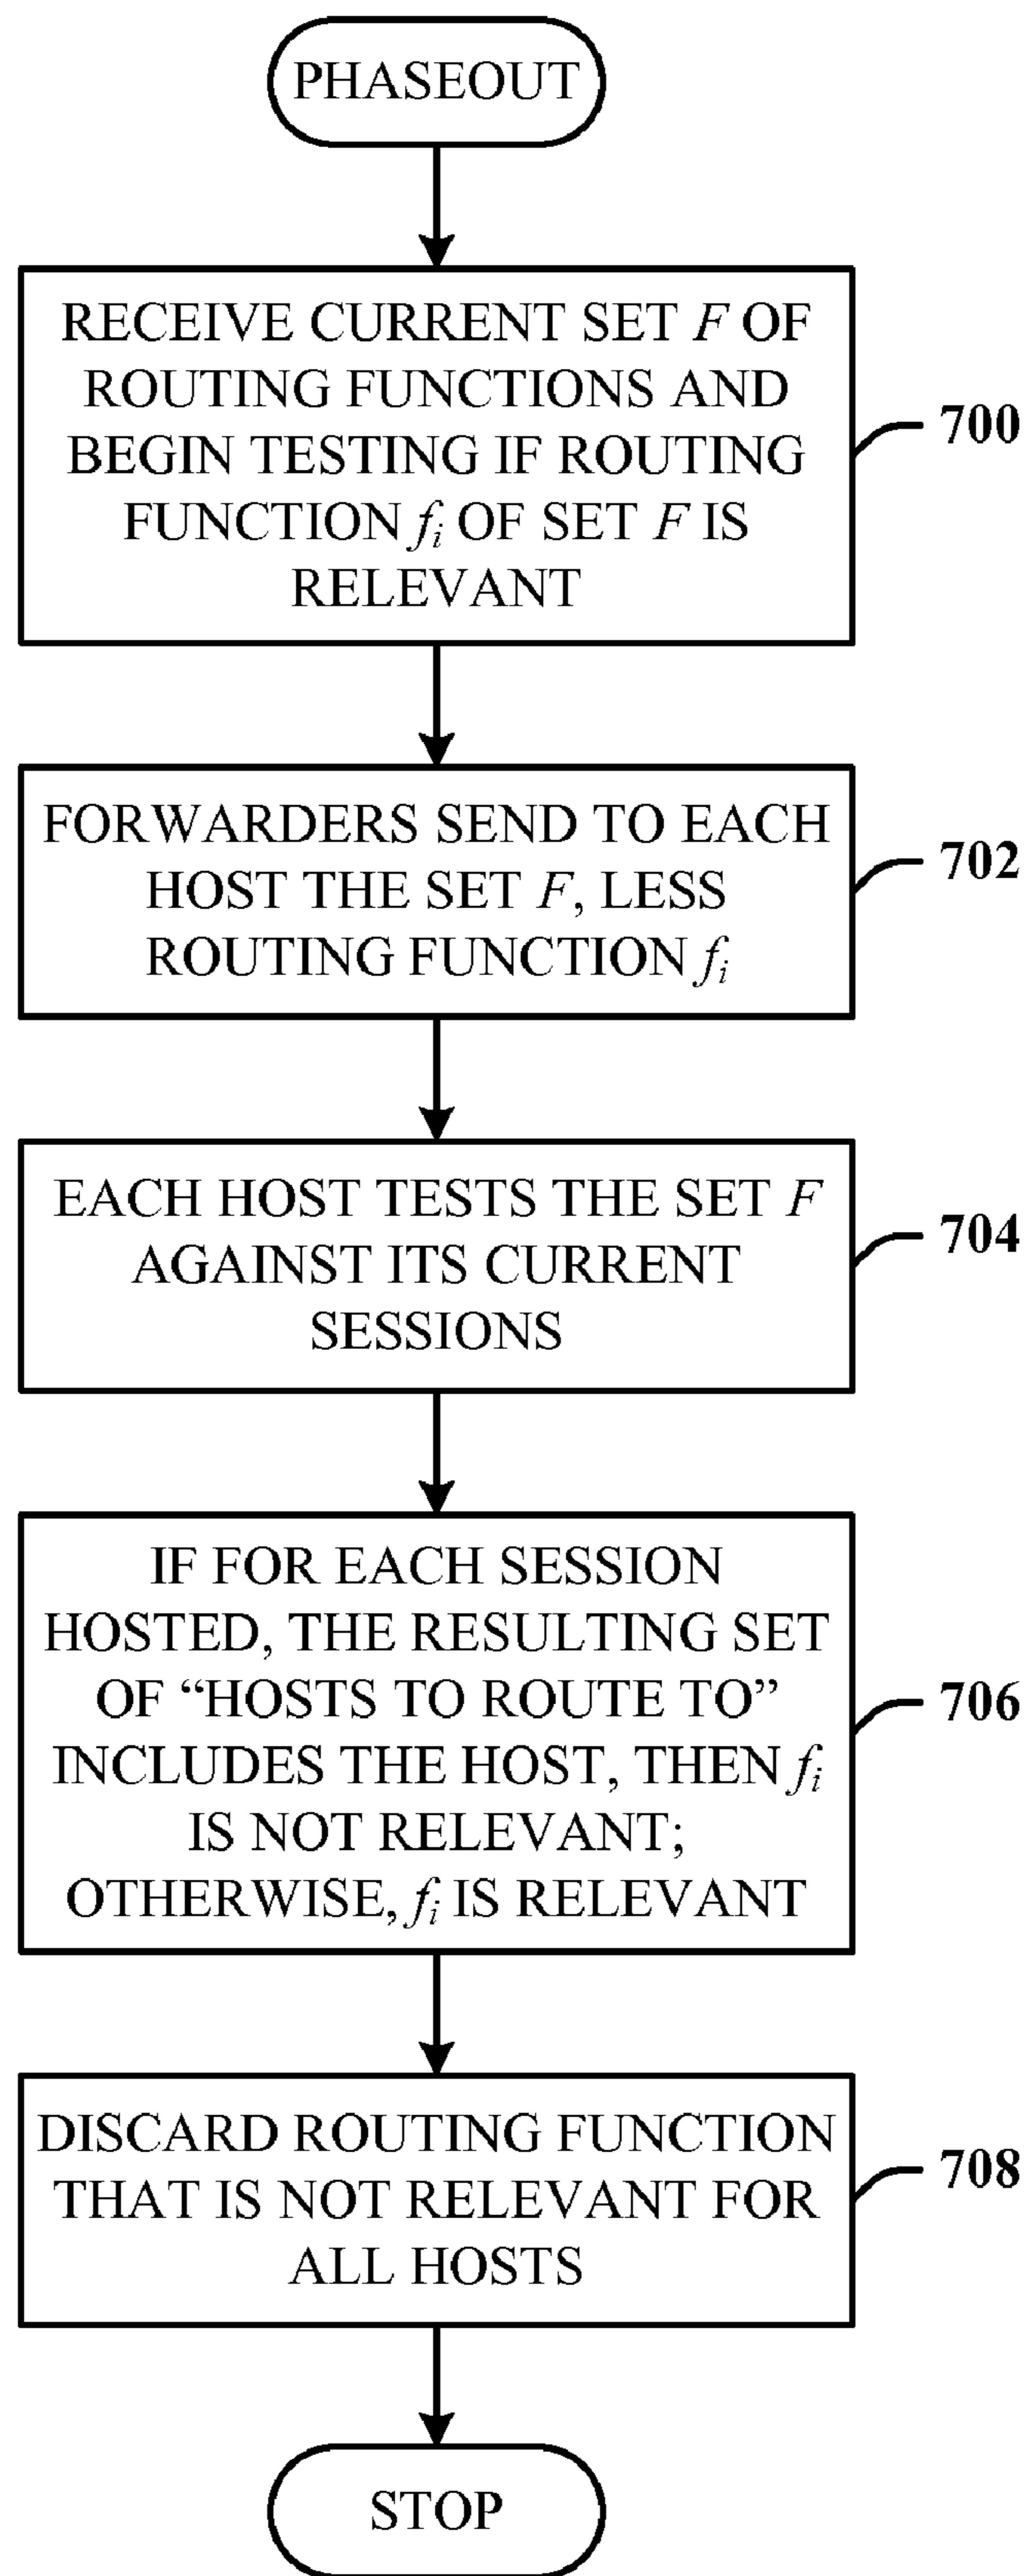 PHASEOUT
RECEIVE CURRENT SET F OF
ROUTING FUNCTIONS AND
BEGIN TESTING IF ROUTING
FUNCTION fi OF SET F IS
RELEVANT
700
FORWARDERS SEND TO EACH
HOST THE SET F, LESS
ROUTING FUNCTION fi
702
EACH HOST TESTS THE SET F
AGAINST ITS CURRENT
SESSIONS
704
IF FOR EACH SESSION
HOSTED, THE RESULTING SET
OF “HOSTS TO ROUTE TO”
INCLUDES THE HOST, THEN fi
IS NOT RELEVANT;
OTHERWISE, fi IS RELEVANT
706
DISCARD ROUTING FUNCTION
THAT IS NOT RELEVANT FOR
ALL HOSTS
708
STOP